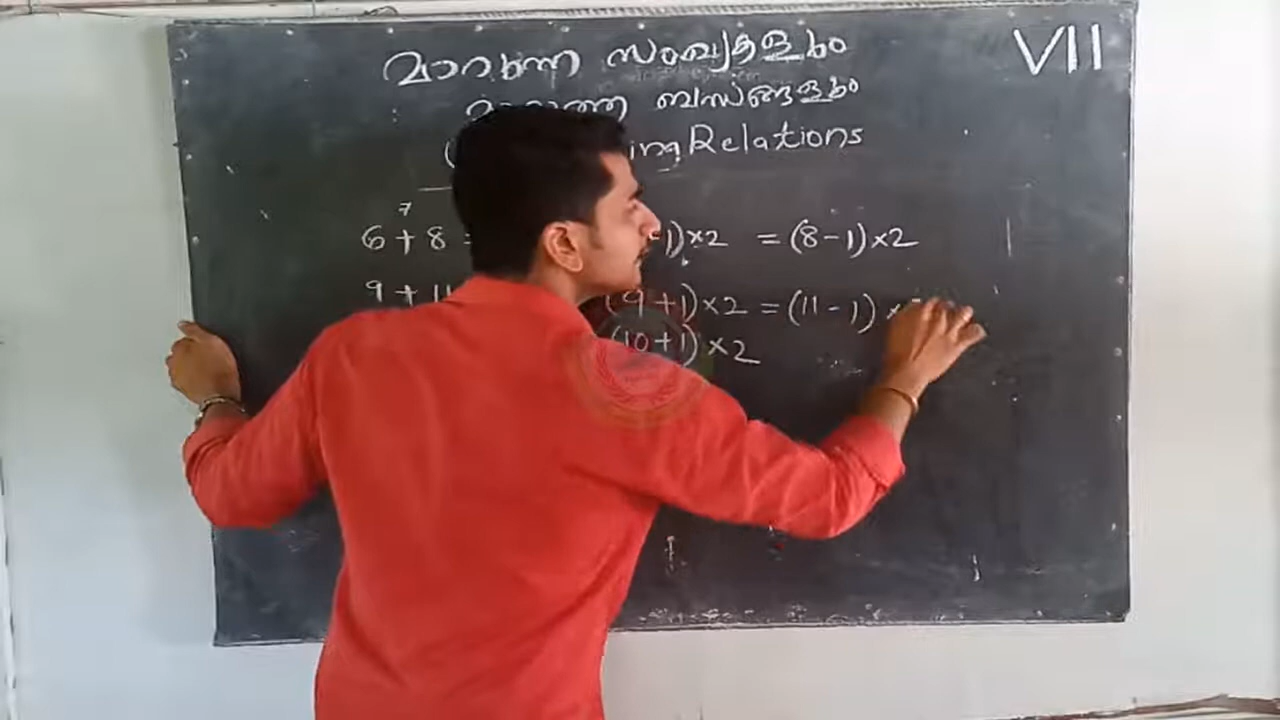 മാറുന്ന സംഖ്യകളും
VII
ബന്ധങ്ങളും
Relations
7
6 + 8 = -1)×2 = (8-1)×2
9 + 11 (9+1)×2 = (11-1)×
(10+1)×2